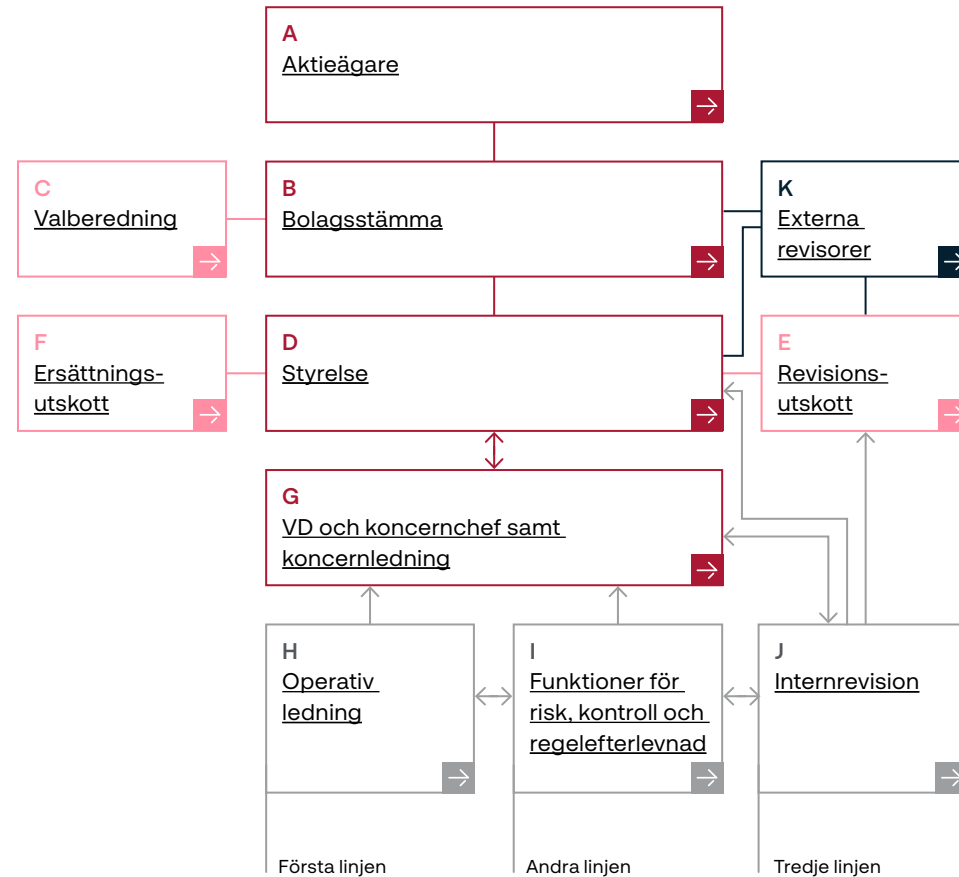 A
Aktieägare
C
Valberedning
B
Bolagsstämma
K
Externa
revisorer
F
Ersättnings-
utskott
D
Styrelse
E
Revisions-
utskott
G
VD och koncernchef samt
koncernledning
H
Operativ
ledning
I
Funktioner för
risk, kontroll och
regelefterlevnad
J
Internrevision
Första linjen
Andra linjen
Tredje linjen